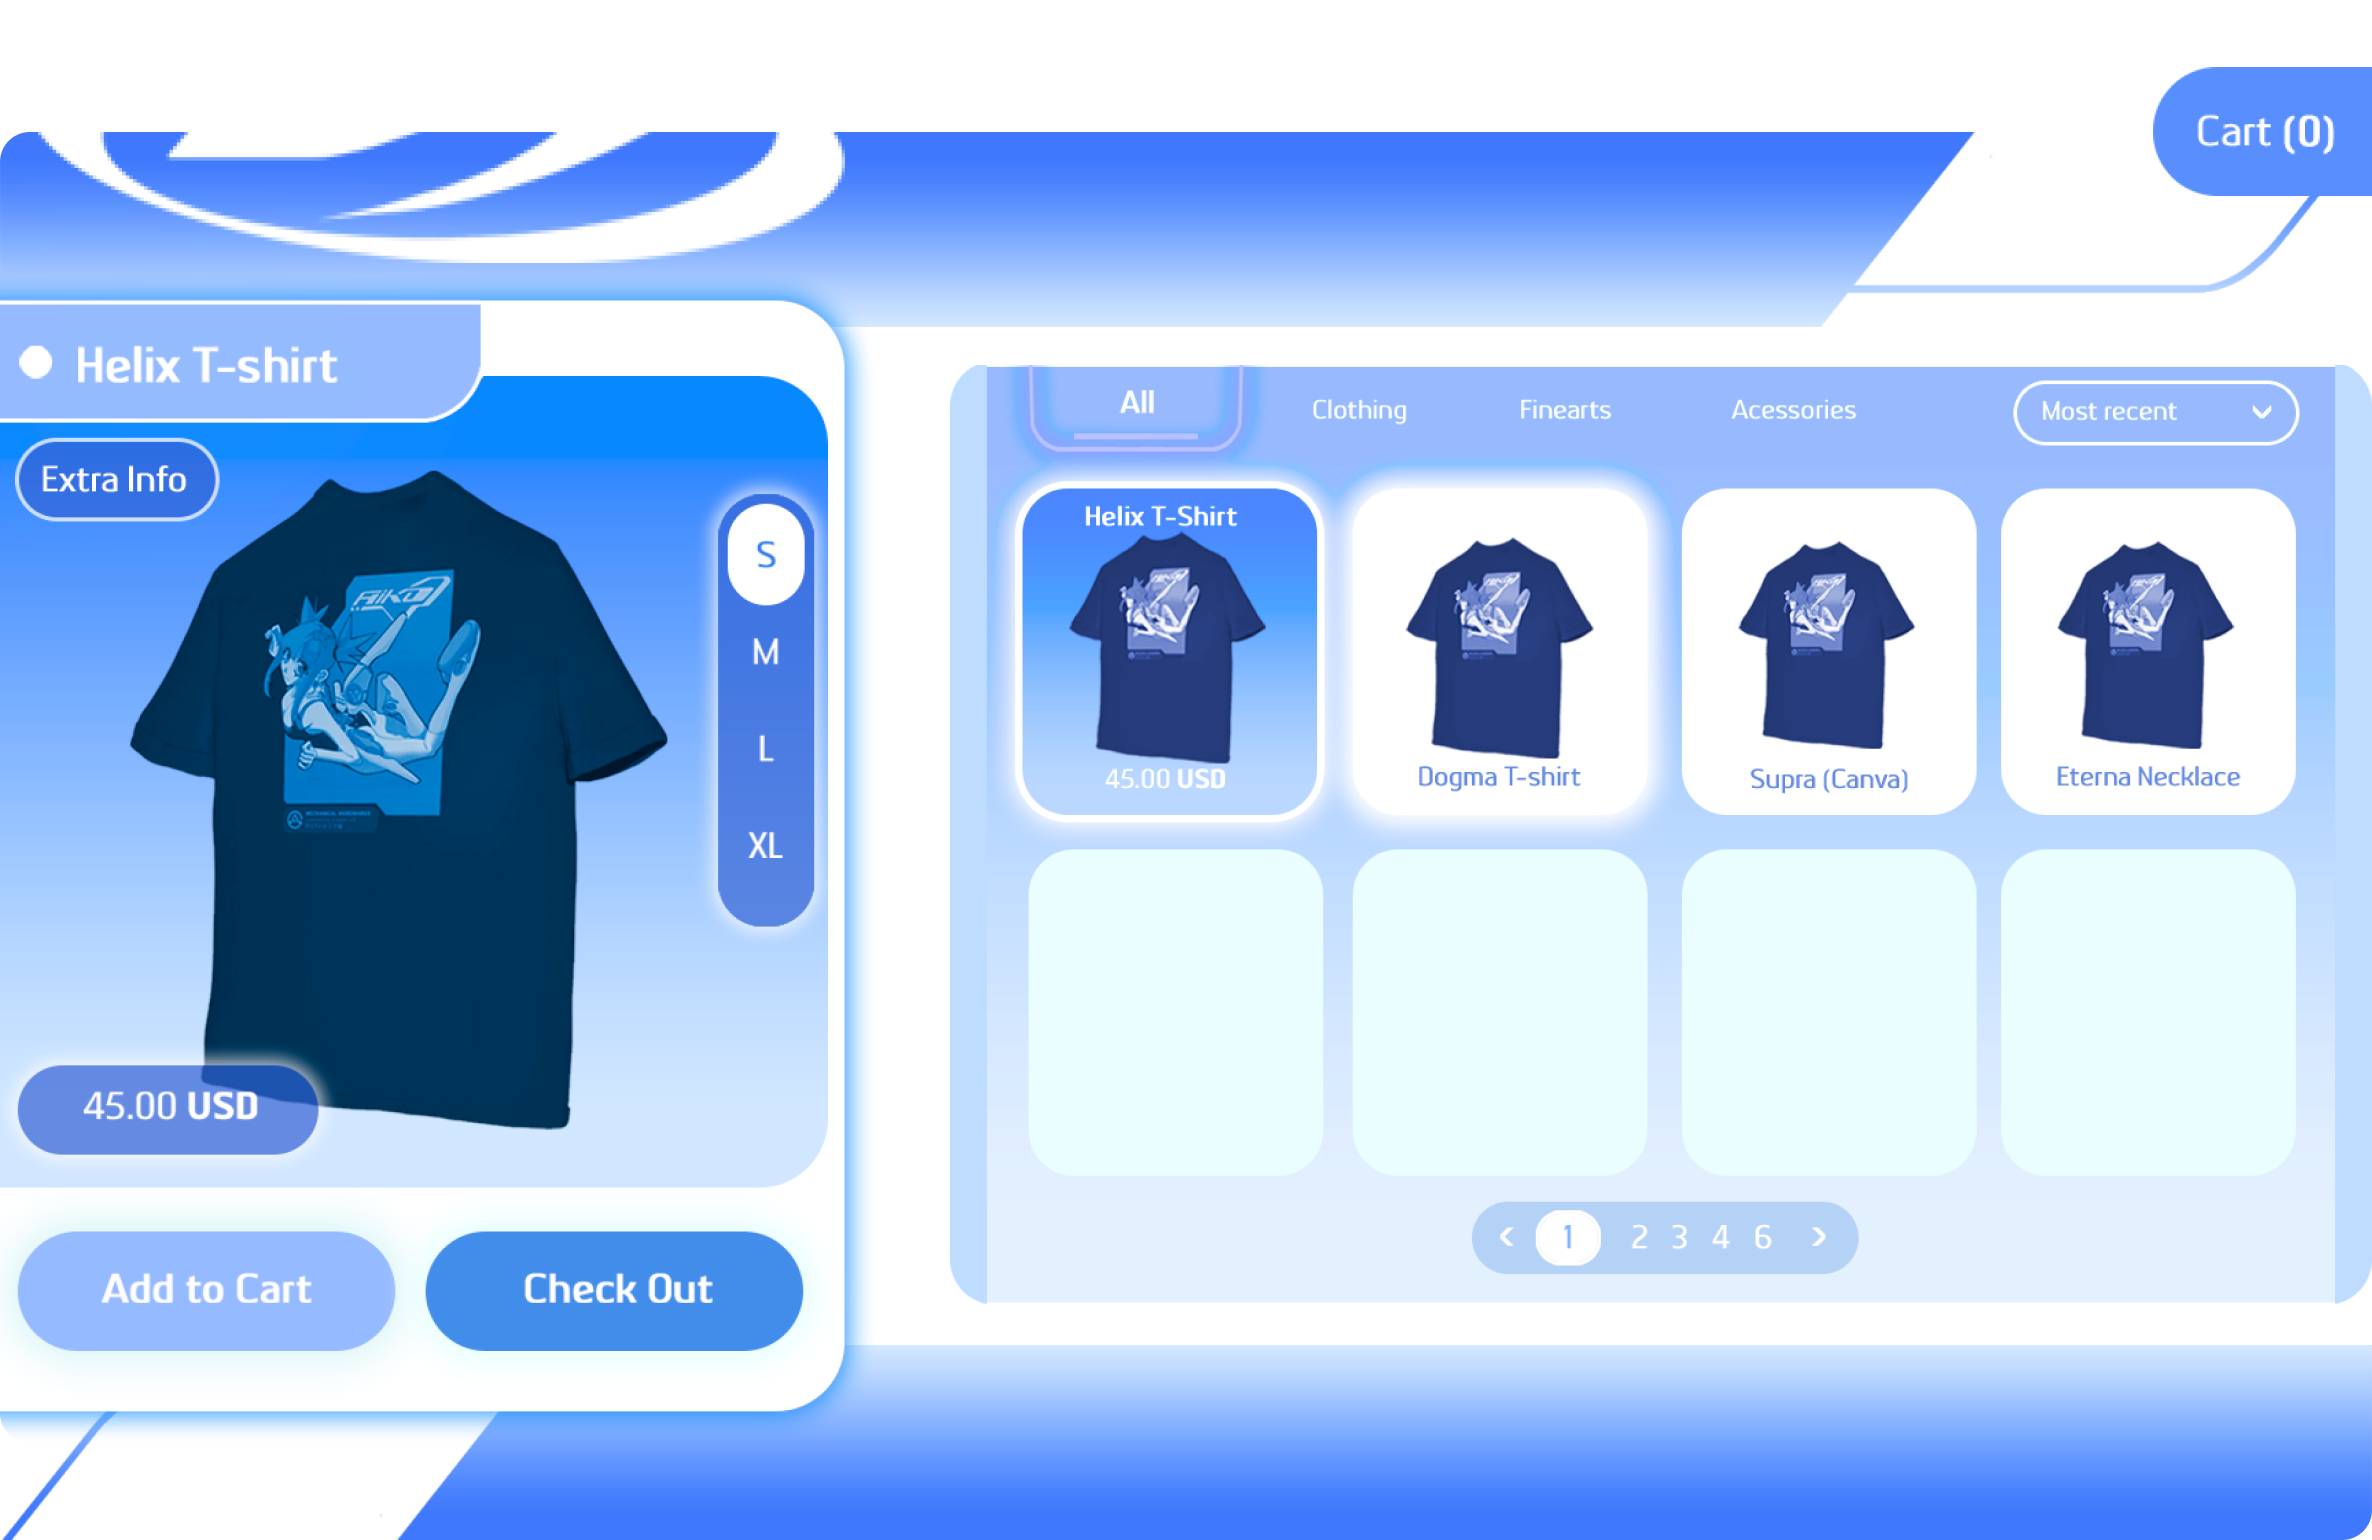 Cart (0)
Helix T-shirt
Extra Info
AiKO
S
M
L
XL
45.00 USD
Add to Cart
Check Out
All
Clothing
Finearts
Acessories
Most recent
Helix T-Shirt
45.00 USD
Dogma T-shirt
Supra (Canva)
Eterna Necklace
< 1 2 3 4 6 >